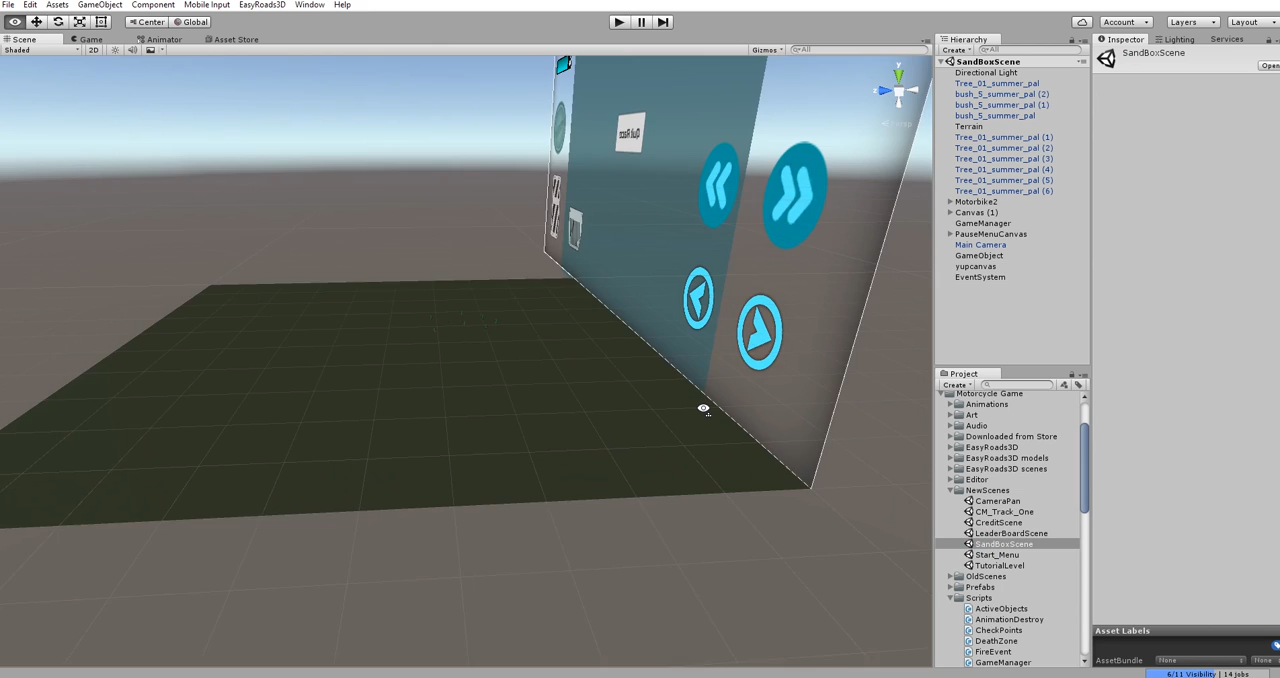 File Edit Assets GameObject Component Mobile Input EasyRoads3D Window Help
Center Global Account Layers Layout
Scene Game Animator Asset Store
Shaded 2D Gizmos All
Hierarchy
Create All
SandBoxScene
Directional Light
Tree_01_summer_pal
bush_5_summer_pal (2)
bush_5_summer_pal (1)
bush_5_summer_pal
Terrain
Tree_01_summer_pal (1)
Tree_01_summer_pal (2)
Tree_01_summer_pal (3)
Tree_01_summer_pal (4)
Tree_01_summer_pal (5)
Tree_01_summer_pal (6)
Motorbike2
Canvas (1)
GameManager
PauseMenuCanvas
Main Camera
GameObject
yupcanvas
EventSystem
Project
Create
Motorcycle Game
Animations
Art
Audio
Downloaded from Store
EasyRoads3D
EasyRoads3D models
EasyRoads3D scenes
Editor
NewScenes
CameraPan
CM_Track_One
CreditScene
LeaderBoardScene
SandBoxScene
Start_Menu
TutorialLevel
OldScenes
Prefabs
Scripts
ActiveObjects
AnimationDestroy
CheckPoints
DeathZone
FireEvent
GameManager
Inspector Lighting Services
SandBoxScene
Open
Asset Labels
AssetBundle None None
6/11 Visibility | 14 jobs
y
z
Persp